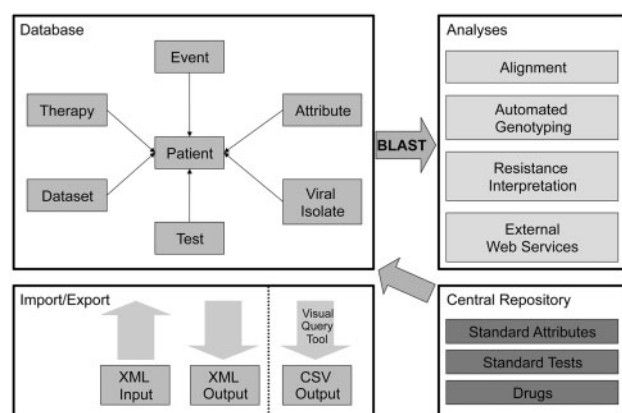 Database
Event
Therapy
Attribute
Patient
Dataset
Viral
Isolate
Test
BLAST
Analyses
Alignment
Automated
Genotyping
Resistance
Interpretation
External
Web Services
Import/Export
Visual
Query
Tool
XML
Input
XML
Output
CSV
Output
Central Repository
Standard Attributes
Standard Tests
Drugs